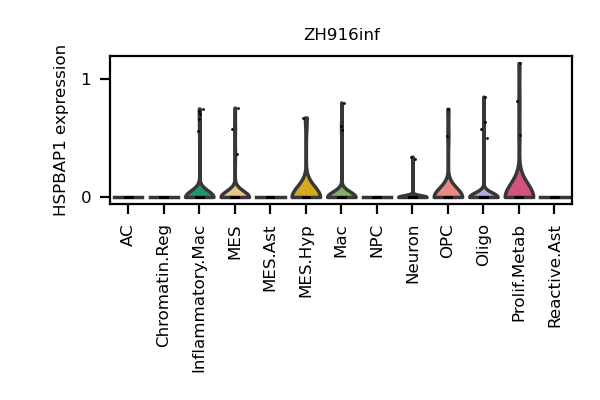 ZH916inf
HSPBAP1 expression
1
0
AC
Chromatin.Reg
Inflammatory.Mac
MES
MES.Ast
MES.Hyp
Mac
NPC
Neuron
OPC
Oligo
Prolif.Metab
Reactive.Ast